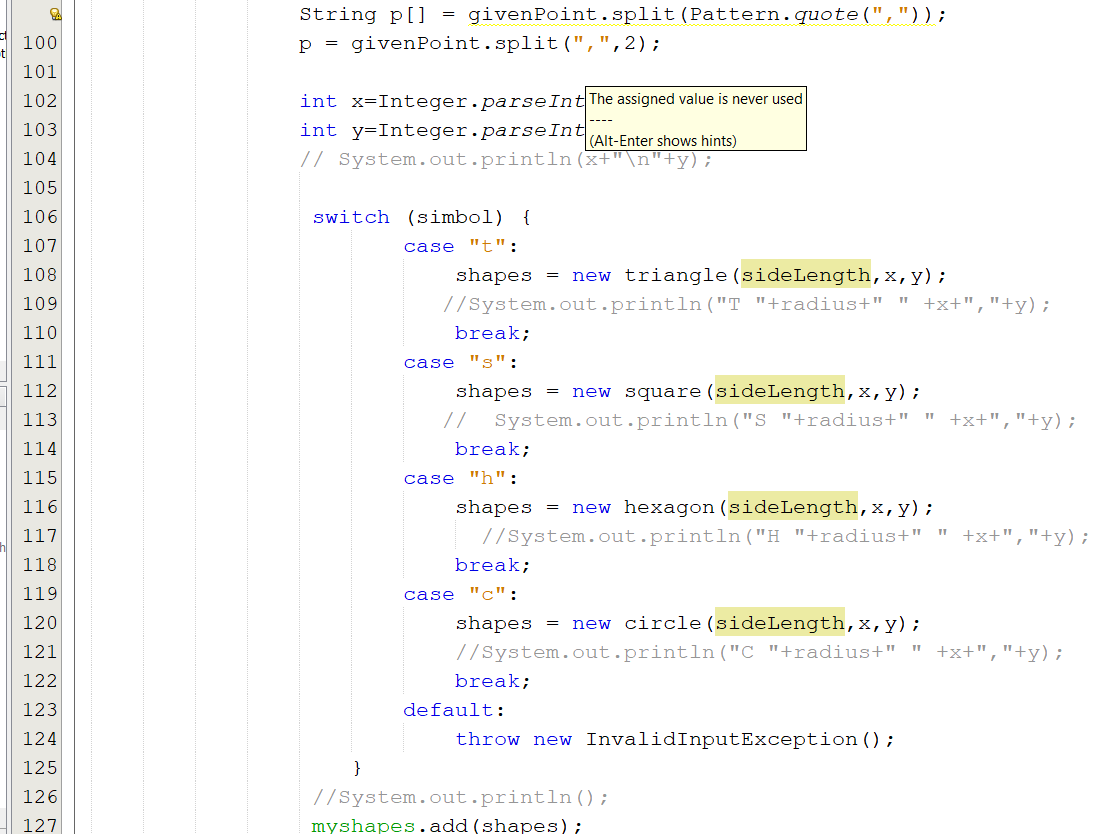 String p[] = givenPoint.split(Pattern.quote(","));
100 p = givenPoint.split(",",2);
101
102 int x=Integer.parseInt
The assigned value is never used
----
103 int y=Integer.parseInt
(Alt-Enter shows hints)
104 // System.out.println(x+"\n"+y);
105
106 switch (simbol) {
107 case "t":
108 shapes = new triangle(sideLength,x,y);
109 //System.out.println("T "+radius+" " +x+","+y);
110 break;
111 case "s":
112 shapes = new square(sideLength,x,y);
113 // System.out.println("S "+radius+" " +x+","+y);
114 break;
115 case "h":
116 shapes = new hexagon(sideLength,x,y);
117 //System.out.println("H "+radius+" " +x+","+y);
118 break;
119 case "c":
120 shapes = new circle(sideLength,x,y);
121 //System.out.println("C "+radius+" " +x+","+y);
122 break;
123 default:
124 throw new InvalidInputException();
125 }
126 //System.out.println();
127 myshapes.add(shapes);